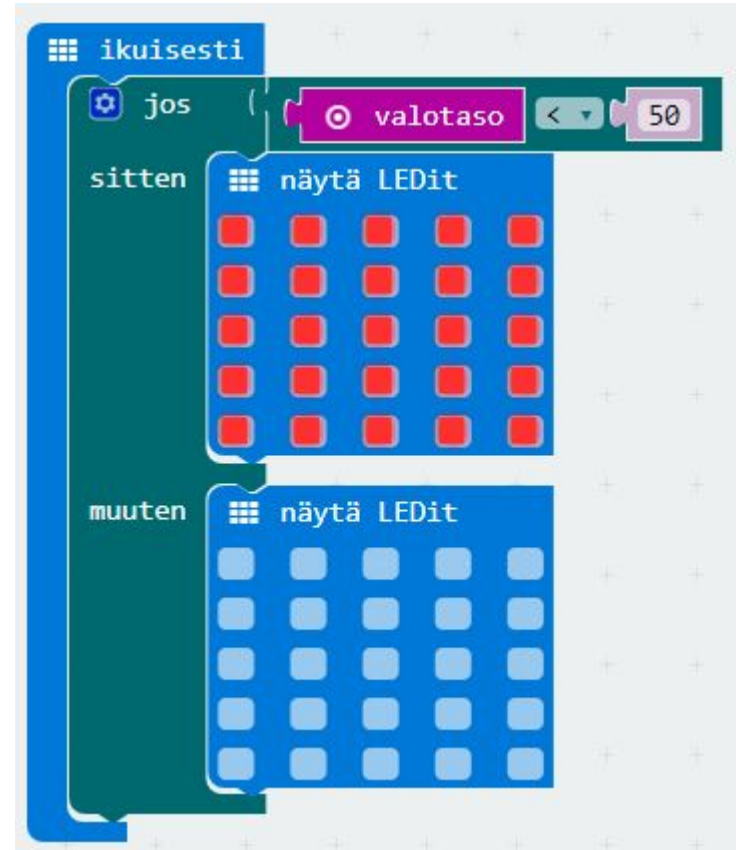 ikuisesti
jos valotaso < 50
sitten näytä LEDit
muuten näytä LEDit